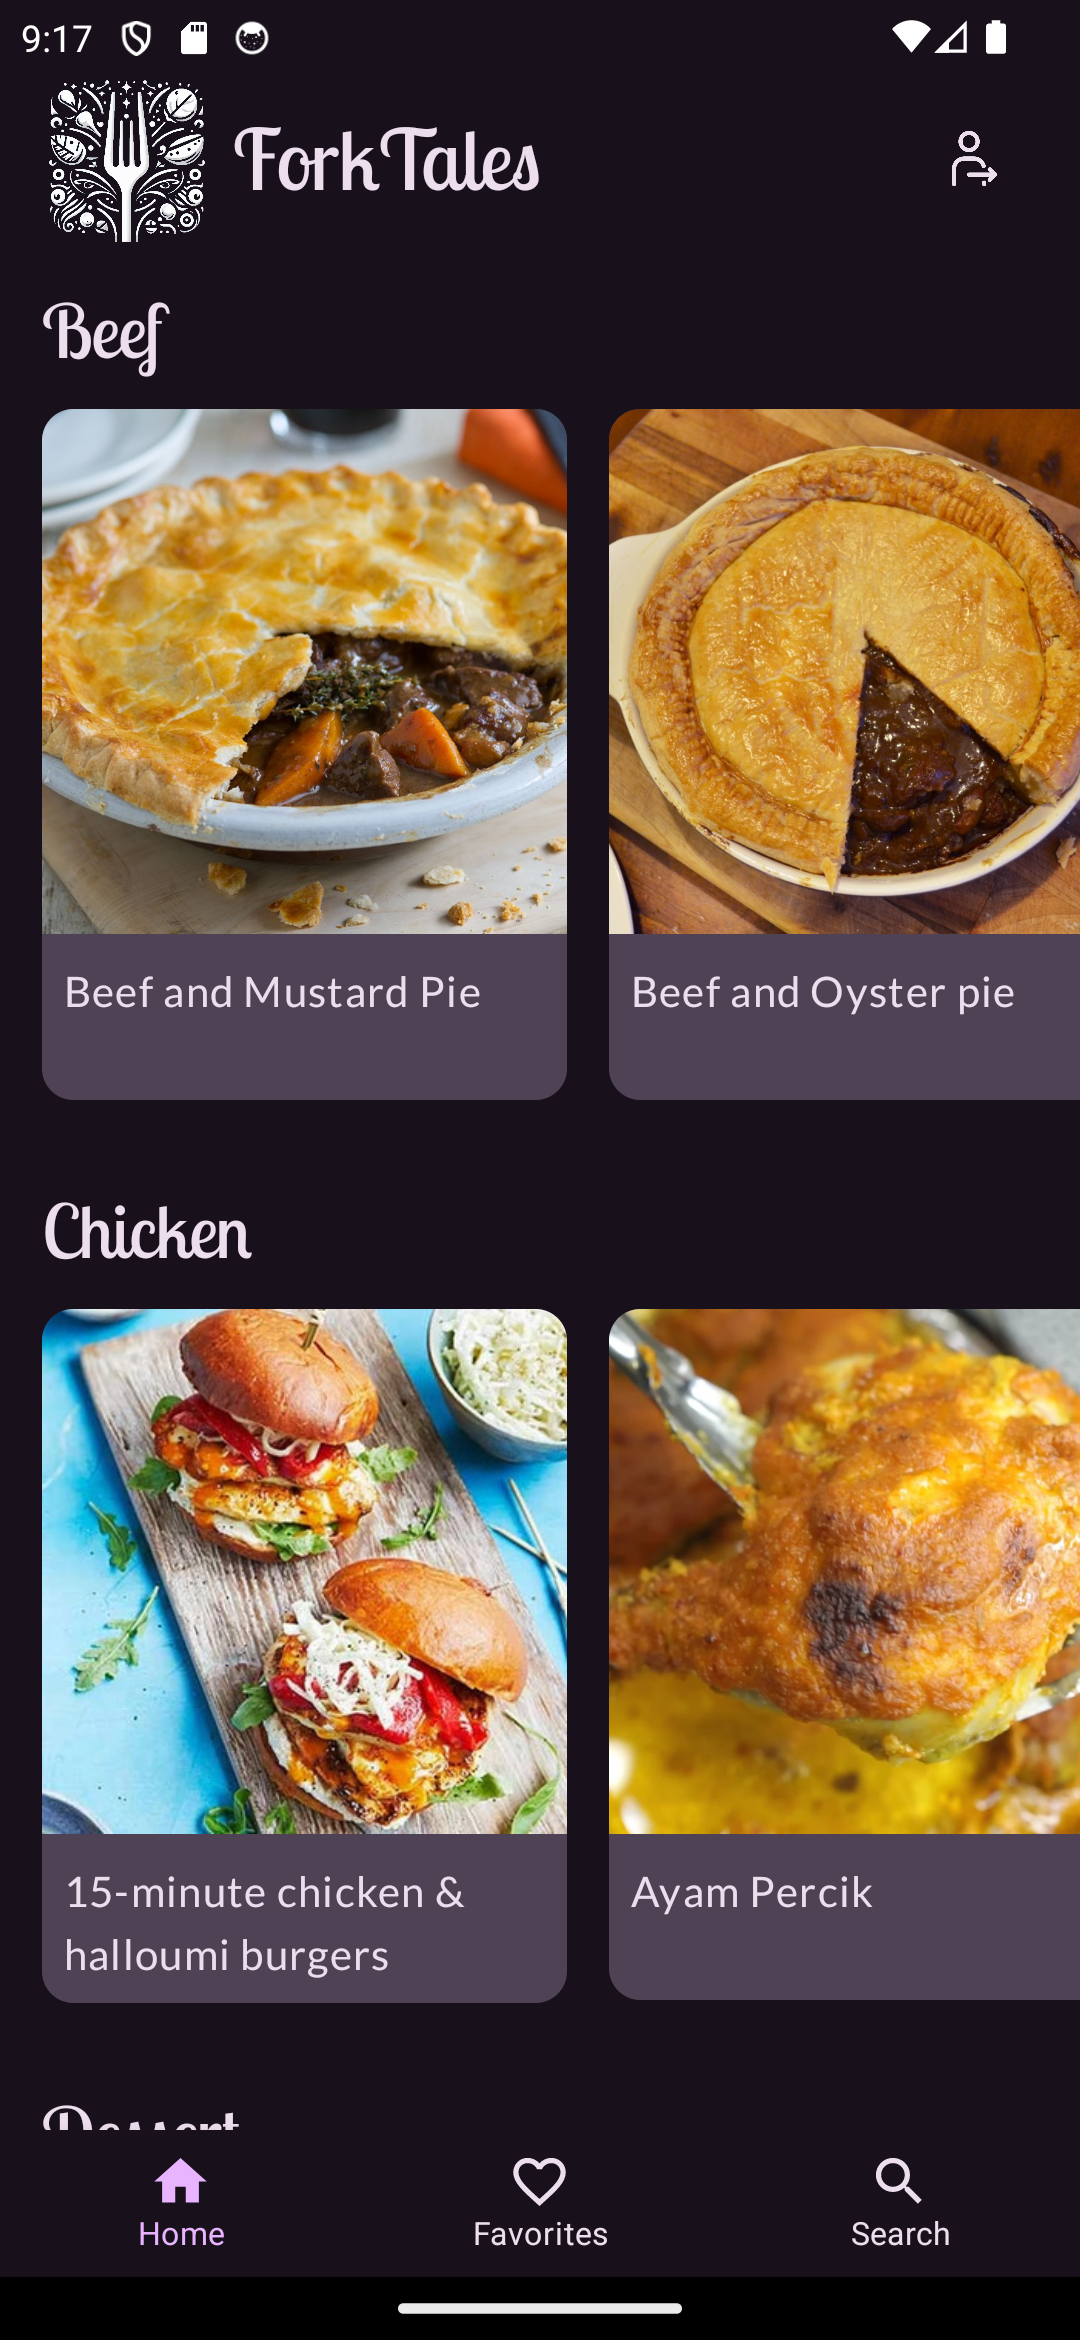 9:17
ForkTales
Beef
Beef and Mustard Pie
Beef and Oyster pie
Chicken
15-minute chicken &
halloumi burgers
Ayam Percik
Dessert
Home
Favorites
Search